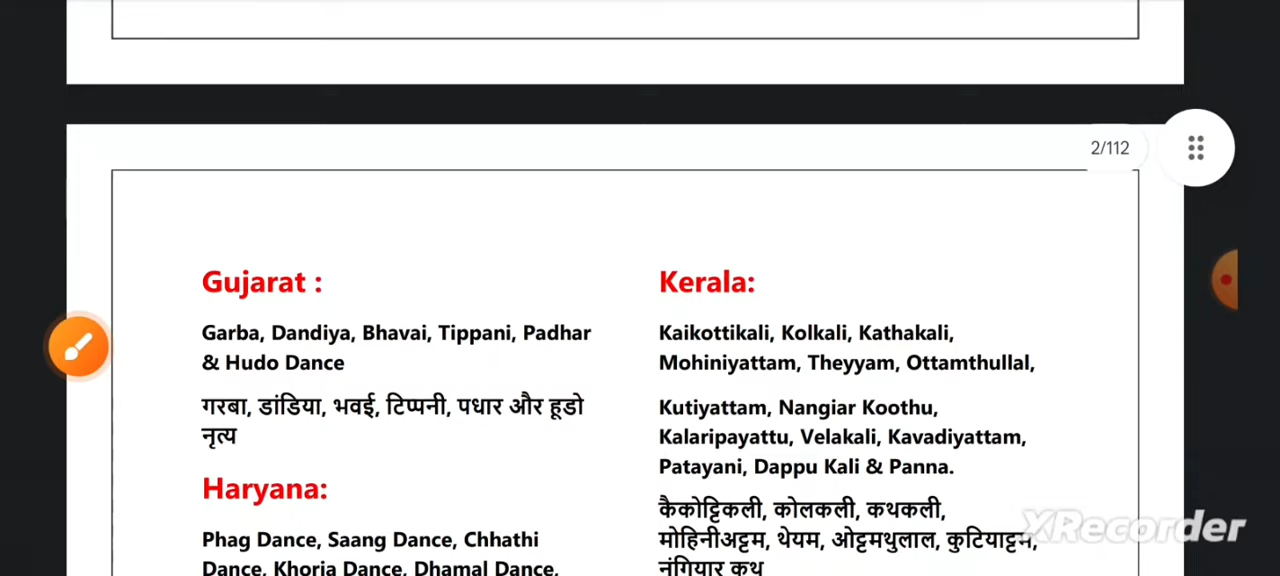 2/112
Gujarat :
Garba, Dandiya, Bhavai, Tippani, Padhar
& Hudo Dance
गरबा, डांडिया, भवई, टिप्पनी, पधार और हूडो
नृत्य
Haryana:
Phag Dance, Saang Dance, Chhathi
Dance, Khoria Dance, Dhamal Dance,
Kerala:
Kaikottikali, Kolkali, Kathakali,
Mohiniyattam, Theyyam, Ottamthullal,
Kutiyattam, Nangiar Koothu,
Kalaripayattu, Velakali, Kavadiyattam,
Patayani, Dappu Kali & Panna.
कैकोट्टिकली, कोलकली, कथकली,
मोहिनीअट्टम, थेयम, ओट्टमथुलाल, कुटियाट्टम,
नंगियार कथ
XRecorder